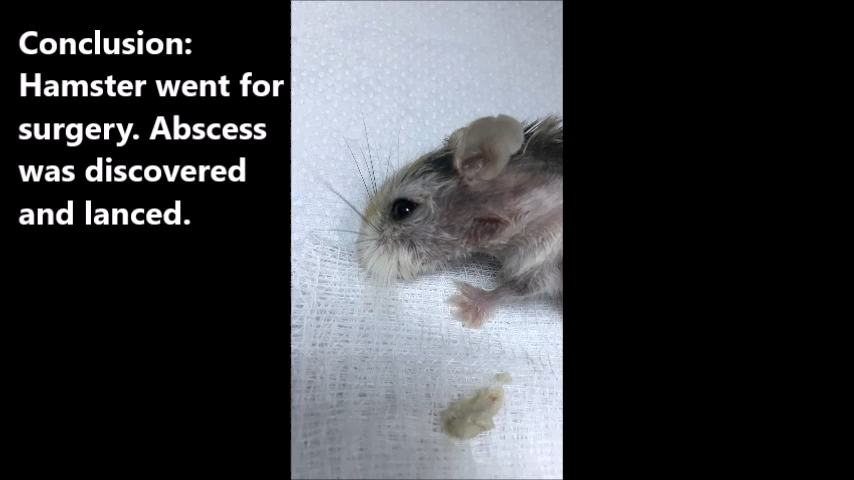 Conclusion:
Hamster went for
surgery. Abscess
was discovered
and lanced.